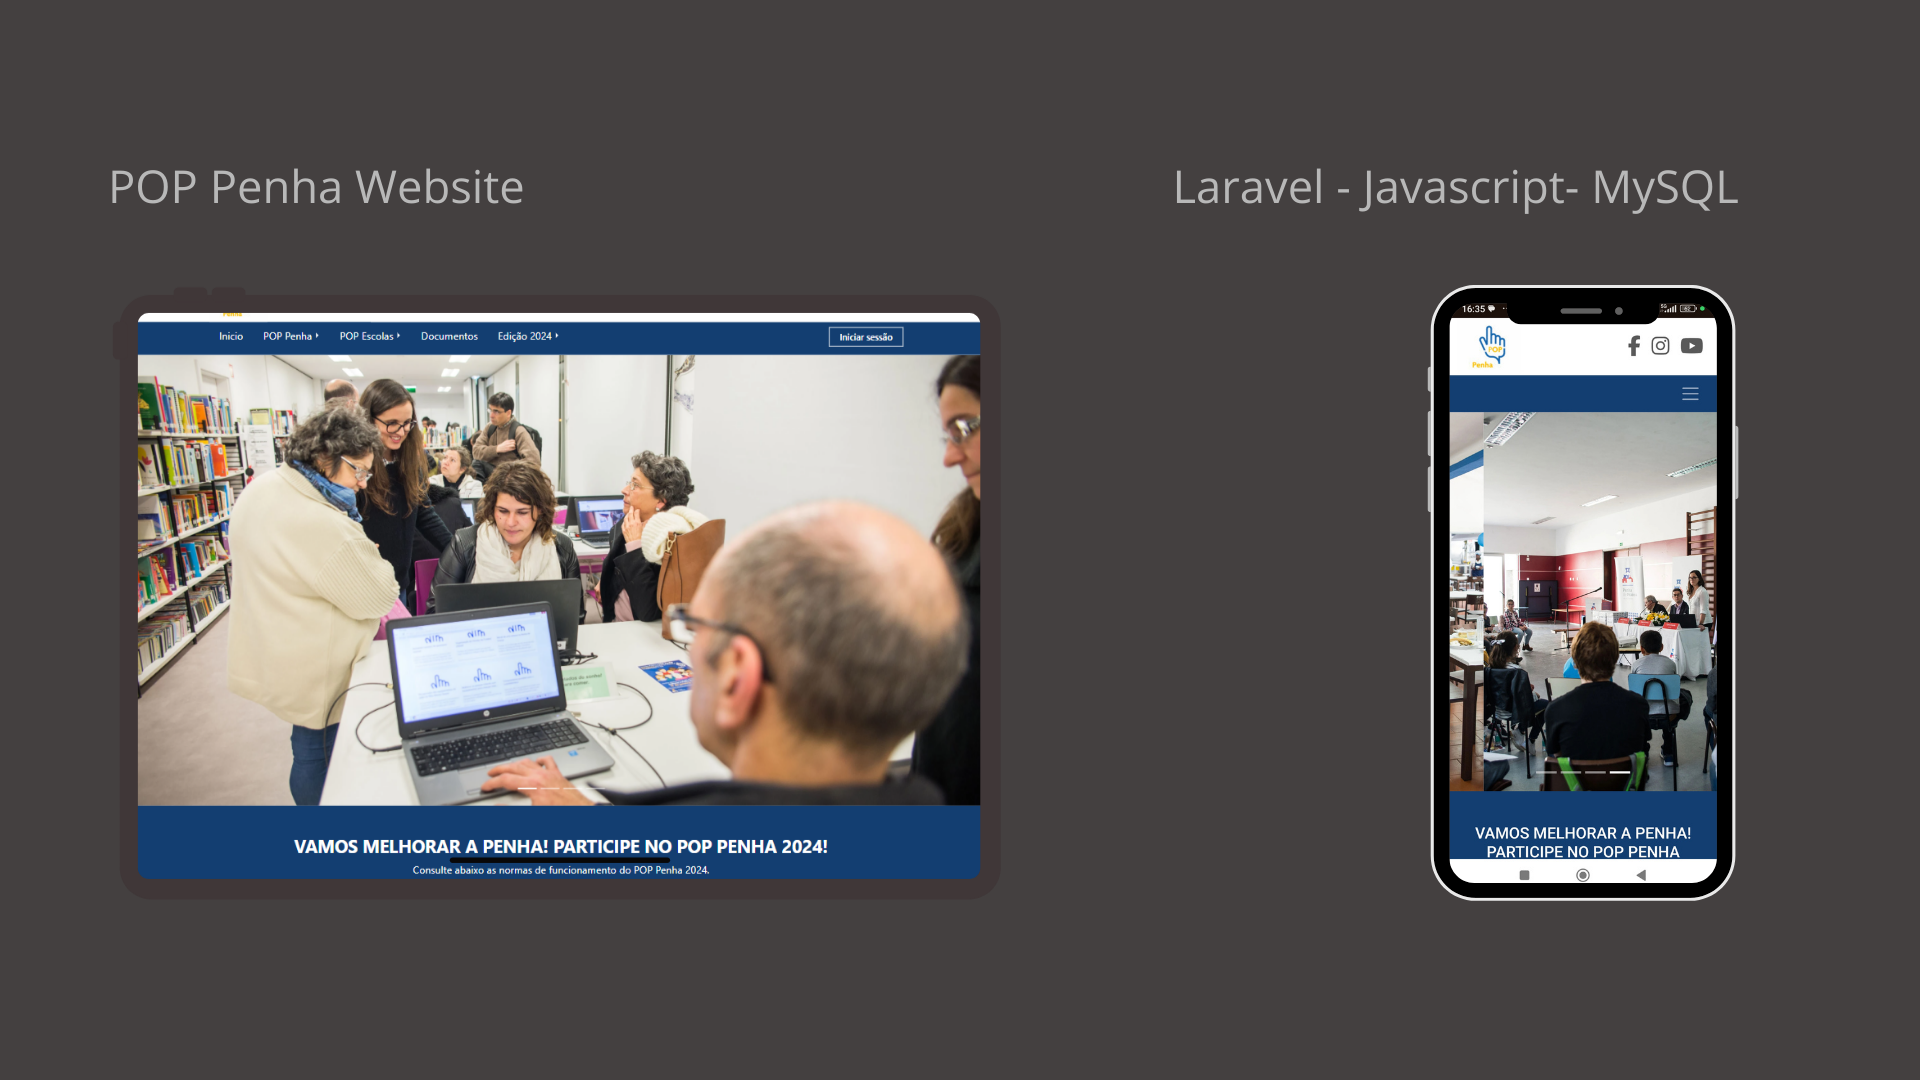 POP Penha Website
Laravel - Javascript- MySQL
Penha
Inicio POP Penha POP Escolas Documentos Edição 2024 Iniciar sessão
VAMOS MELHORAR A PENHA! PARTICIPE NO POP PENHA 2024!
Consulte abaixo as normas de funcionamento do POP Penha 2024.
16:35
POP
Penha
VAMOS MELHORAR A PENHA!
PARTICIPE NO POP PENHA